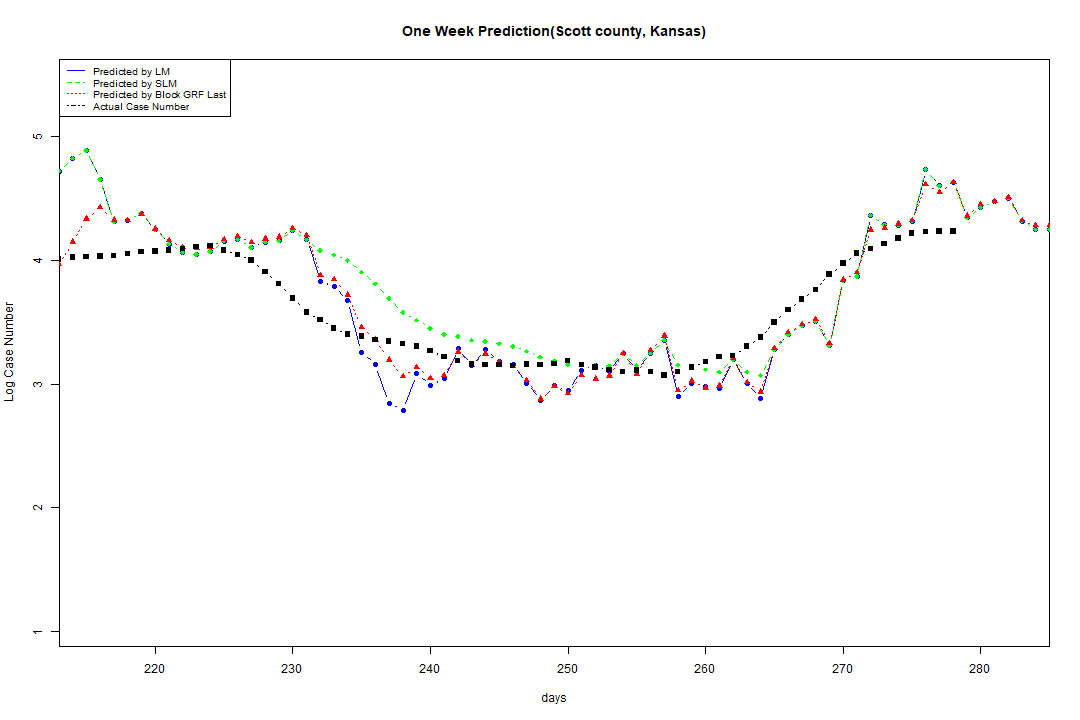 One Week Prediction(Scott county, Kansas)
Predicted by LM
Predicted by SLM
Predicted by Block GRF Last
Actual Case Number
5
4
3
2
1
Log Case Number
220 230 240 250 260 270 280
days